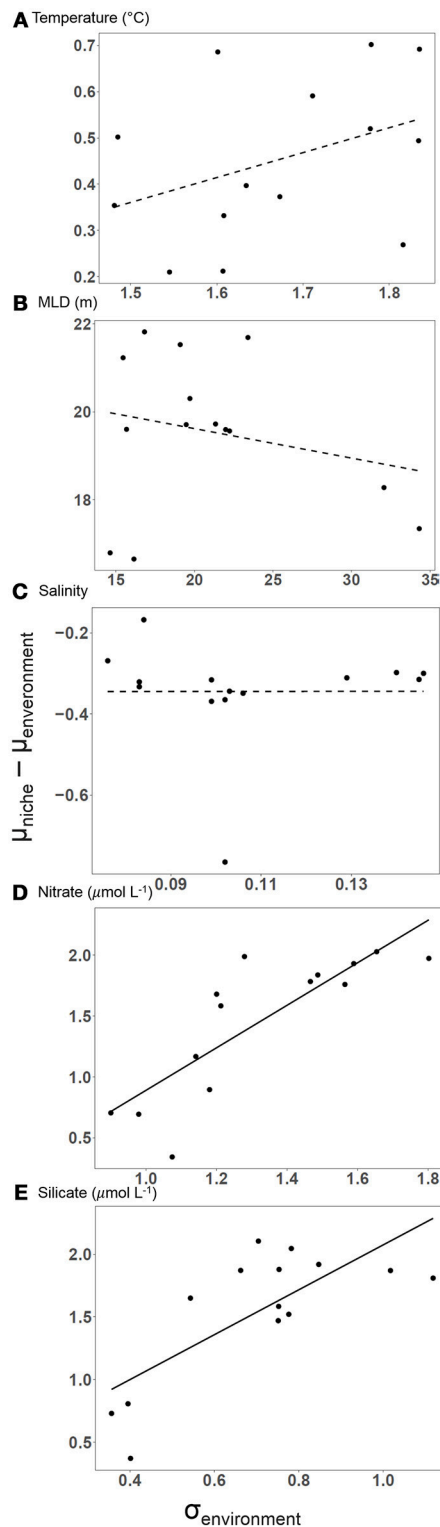 A Temperature (°C)
0.7
0.6
0.5
0.4
0.3
0.2
1.5 1.6 1.7 1.8
B MLD (m)
22
20
18
15 20 25 30 35
C Salinity
−0.2
−0.4
−0.6
0.09 0.11 0.13
μniche − μenveronment
D Nitrate (μmol L-1)
2.0
1.5
1.0
0.5
1.0 1.2 1.4 1.6 1.8
E Silicate (μmol L-1)
2.0
1.5
1.0
0.5
0.4 0.6 0.8 1.0
σenvironment